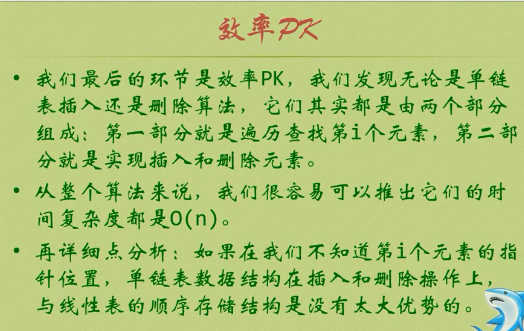 效率PK
• 我们最后的环节是效率PK，我们发现无论是单链
表插入还是删除算法，它们其实都是由两个部分
组成：第一部分就是遍历查找第i个元素，第二部
分就是实现插入和删除元素。
• 从整个算法来说，我们很容易可以推出它们的时
间复杂度都是O(n)。
• 再详细点分析：如果在我们不知道第i个元素的指
针位置，单链表数据结构在插入和删除操作上，
与线性表的顺序存储结构是没有太大优势的。